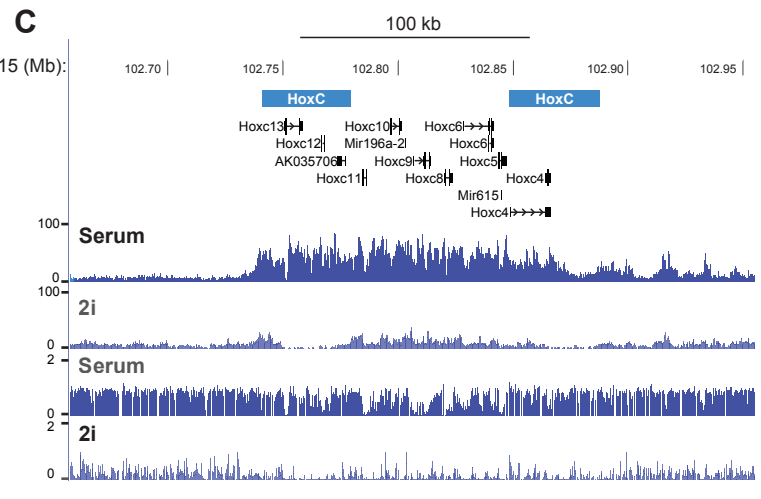 C
100 kb
15 (Mb):
102.70
102.75
102.80
102.85
102.90
102.95
HoxC
HoxC
Hoxc13
Hoxc10
Hoxc6
Hoxc12
Mir196a-2
Hoxc6
AK035706
Hoxc9
Hoxc5
Hoxc11
Hoxc8
Hoxc4
Mir615
Hoxc4
100
Serum
0
100
2i
0
2
Serum
0
2
2i
0